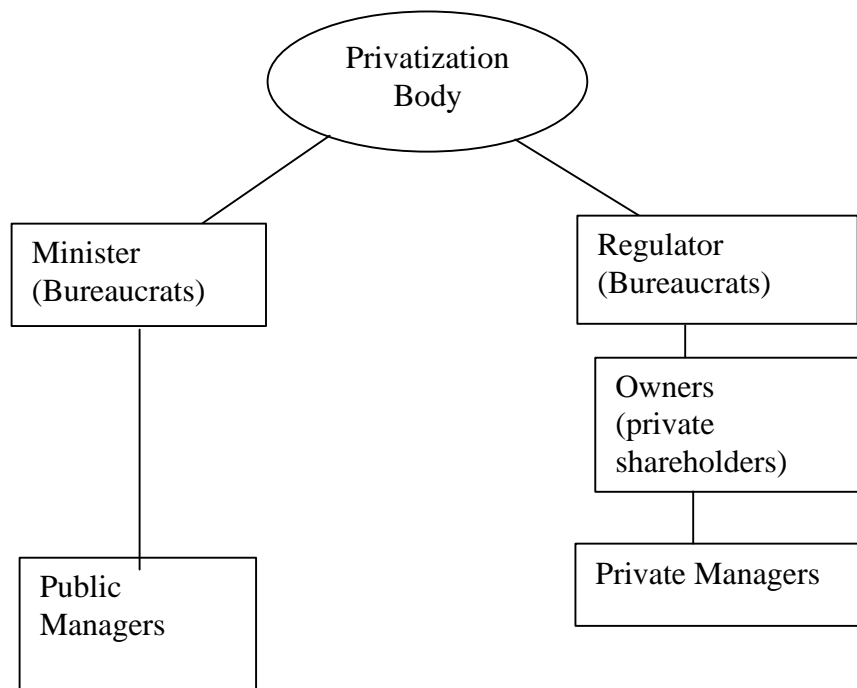 Privatization
Body
Minister
(Bureaucrats)
Regulator
(Bureaucrats)
Owners
(private
shareholders)
Public
Managers
Private Managers